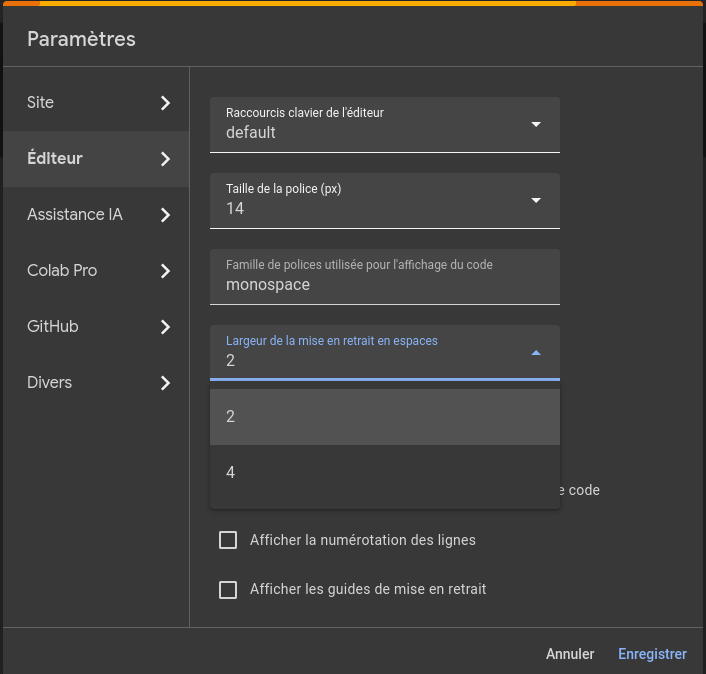 Paramètres
Site
Éditeur
Assistance IA
Colab Pro
GitHub
Divers
Raccourcis clavier de l'éditeur
default
Taille de la police (px)
14
Famille de polices utilisée pour l'affichage du code
monospace
Largeur de la mise en retrait en espaces
2
2
4
code
Afficher la numérotation des lignes
Afficher les guides de mise en retrait
Annuler
Enregistrer